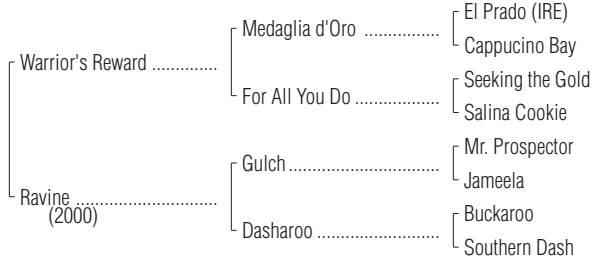 El Prado (IRE)
Medaglia d'Oro ................
Cappucino Bay
Warrior's Reward ..............
Seeking the Gold
For All You Do ..................
Salina Cookie
Mr. Prospector
Gulch................................
Jameela
Ravine ..............................
(2000)
Buckaroo
Dasharoo ..........................
Southern Dash